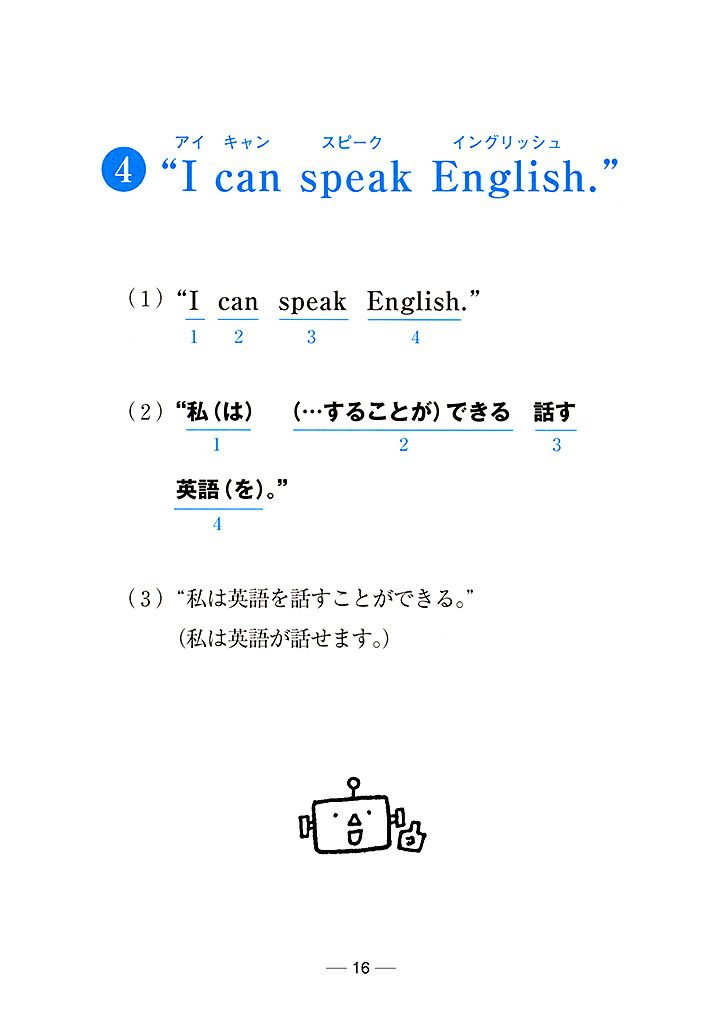 アイ キャン スピーク イングリッシュ
4 “I can speak English.”
(1) “I can speak English.”
1 2 3 4
(2) “私(は) (…することが)できる 話す
1 2 3
英語(を)。”
4
(3) “私は英語を話すことができる。”
(私は英語が話せます。)
— 16 —